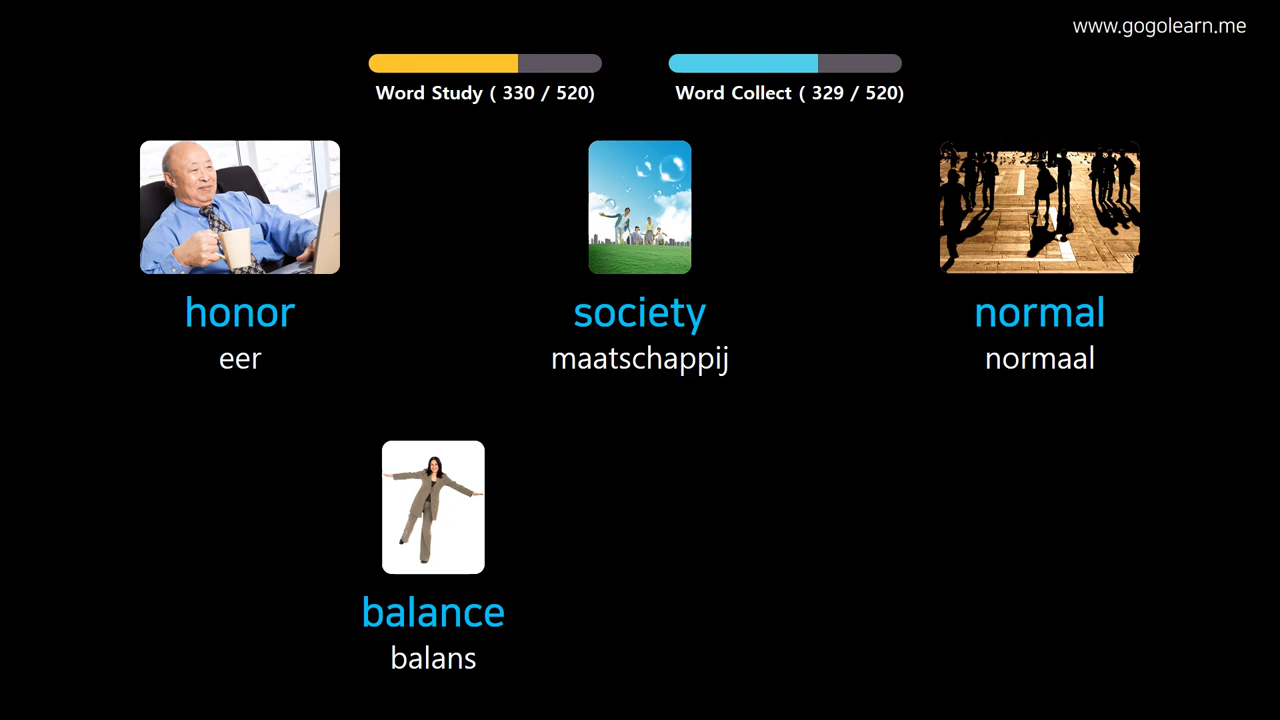 www.gogolearn.me
Word Study ( 330 / 520)
Word Collect ( 329 / 520)
honor
eer
society
maatschappij
normal
normaal
balance
balans